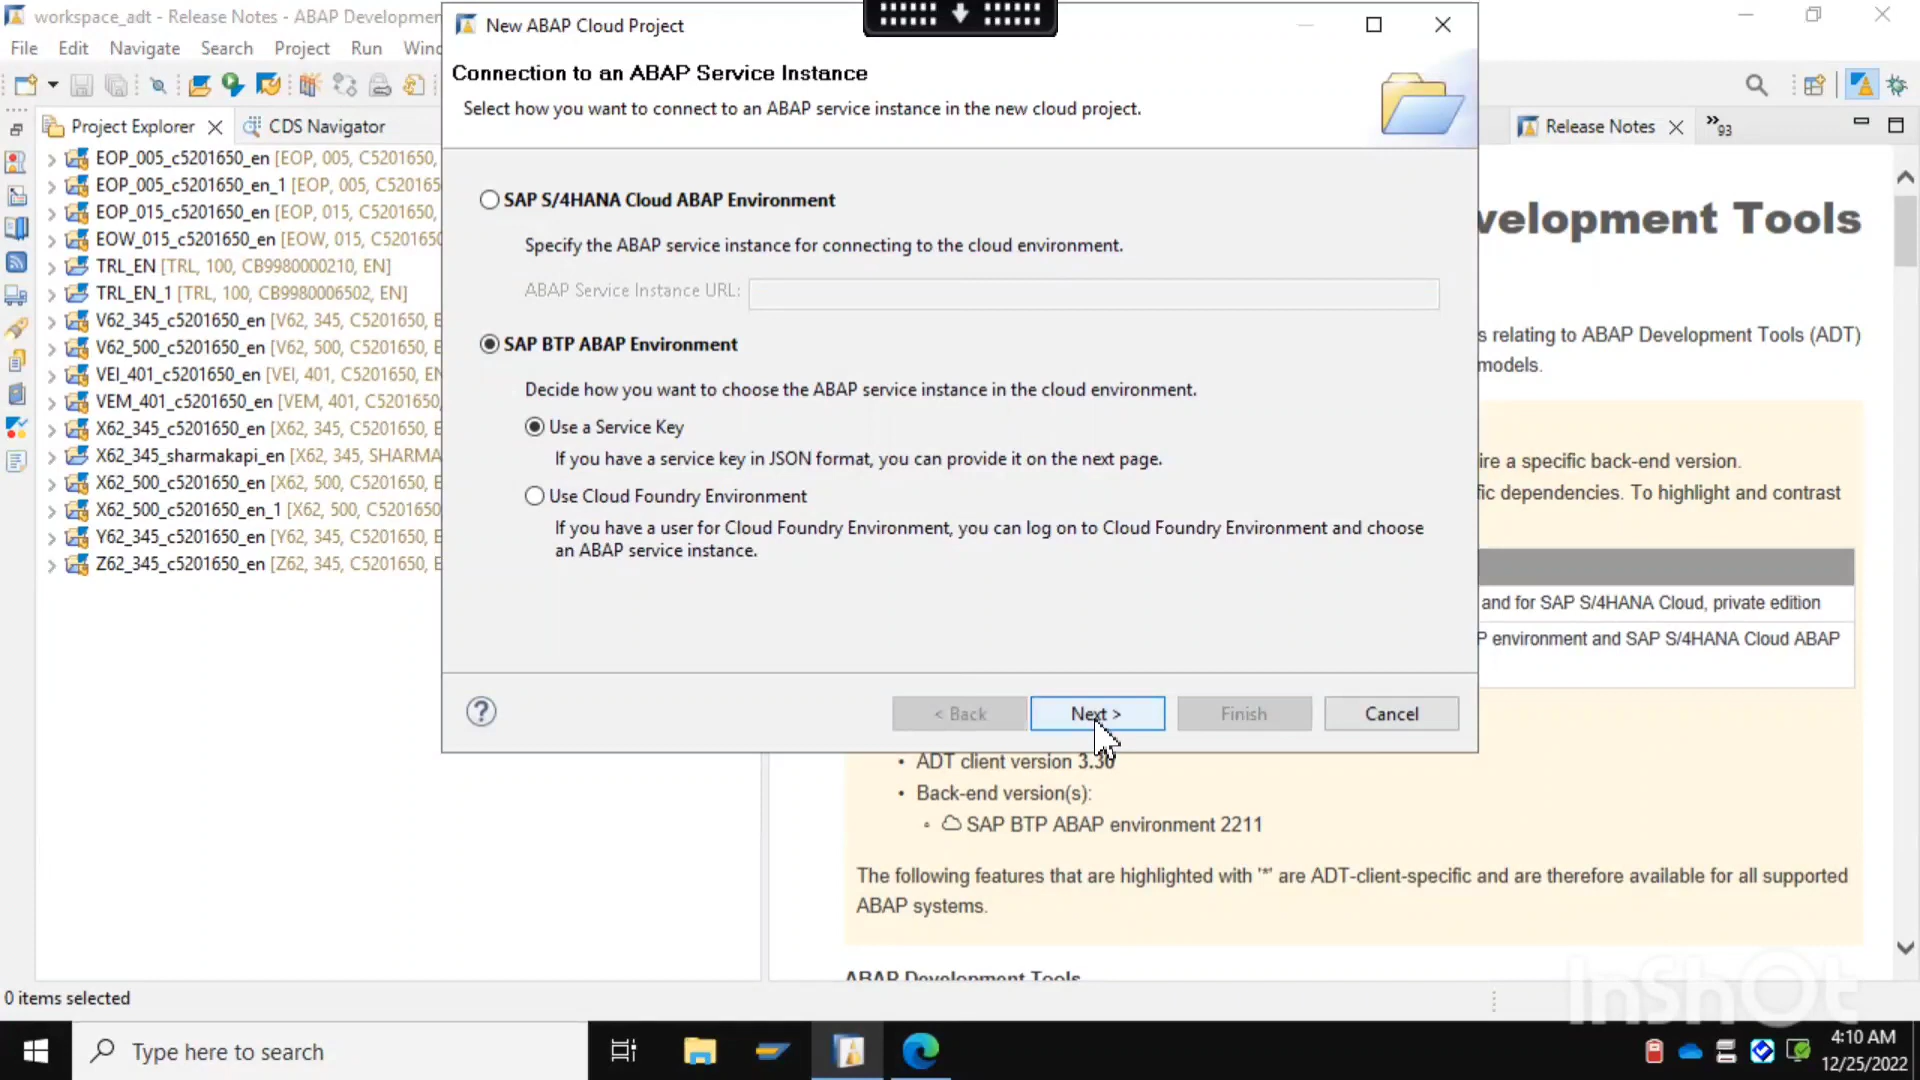 workspace_adt - Release Notes - ABAP Developmen
New ABAP Cloud Project
File Edit Navigate Search Project Run Winc
Connection to an ABAP Service Instance
Select how you want to connect to an ABAP service instance in the new cloud project.
Project Explorer
CDS Navigator
Release Notes
93
EOP_005_c5201650_en [EOP, 005, C5201650,
EOP_005_c5201650_en_1 [EOP, 005, C520165
EOP_015_c5201650_en [EOP, 015, C5201650,
EOW_015_c5201650_en [EOW, 015, C520165
TRL_EN [TRL, 100, CB9980000210, EN]
TRL_EN_1 [TRL, 100, CB9980006502, EN]
V62_345_c5201650_en [V62, 345, C5201650, E
V62_500_c5201650_en [V62, 500, C5201650, E
VEI_401_c5201650_en [VEI, 401, C5201650, EN
VEM_401_c5201650_en [VEM, 401, C5201650,
X62_345_c5201650_en [X62, 345, C5201650, E
X62_345_sharmakapi_en [X62, 345, SHARMA
X62_500_c5201650_en [X62, 500, C5201650, E
X62_500_c5201650_en_1 [X62, 500, C5201650
Y62_345_c5201650_en [Y62, 345, C5201650, E
Z62_345_c5201650_en [Z62, 345, C5201650, E
SAP S/4HANA Cloud ABAP Environment
Specify the ABAP service instance for connecting to the cloud environment.
ABAP Service Instance URL:
SAP BTP ABAP Environment
Decide how you want to choose the ABAP service instance in the cloud environment.
Use a Service Key
If you have a service key in JSON format, you can provide it on the next page.
Use Cloud Foundry Environment
If you have a user for Cloud Foundry Environment, you can log on to Cloud Foundry Environment and choose
an ABAP service instance.
? < Back Next > Finish Cancel
velopment Tools
s relating to ABAP Development Tools (ADT)
models.
ire a specific back-end version.
fic dependencies. To highlight and contrast
and for SAP S/4HANA Cloud, private edition
P environment and SAP S/4HANA Cloud ABAP
• ADT client version 3.30
• Back-end version(s):
SAP BTP ABAP environment 2211
The following features that are highlighted with '*' are ADT-client-specific and are therefore available for all supported
ABAP systems.
ABAP Development Tools
0 items selected
InShOt
Type here to search
4:10 AM
12/25/2022